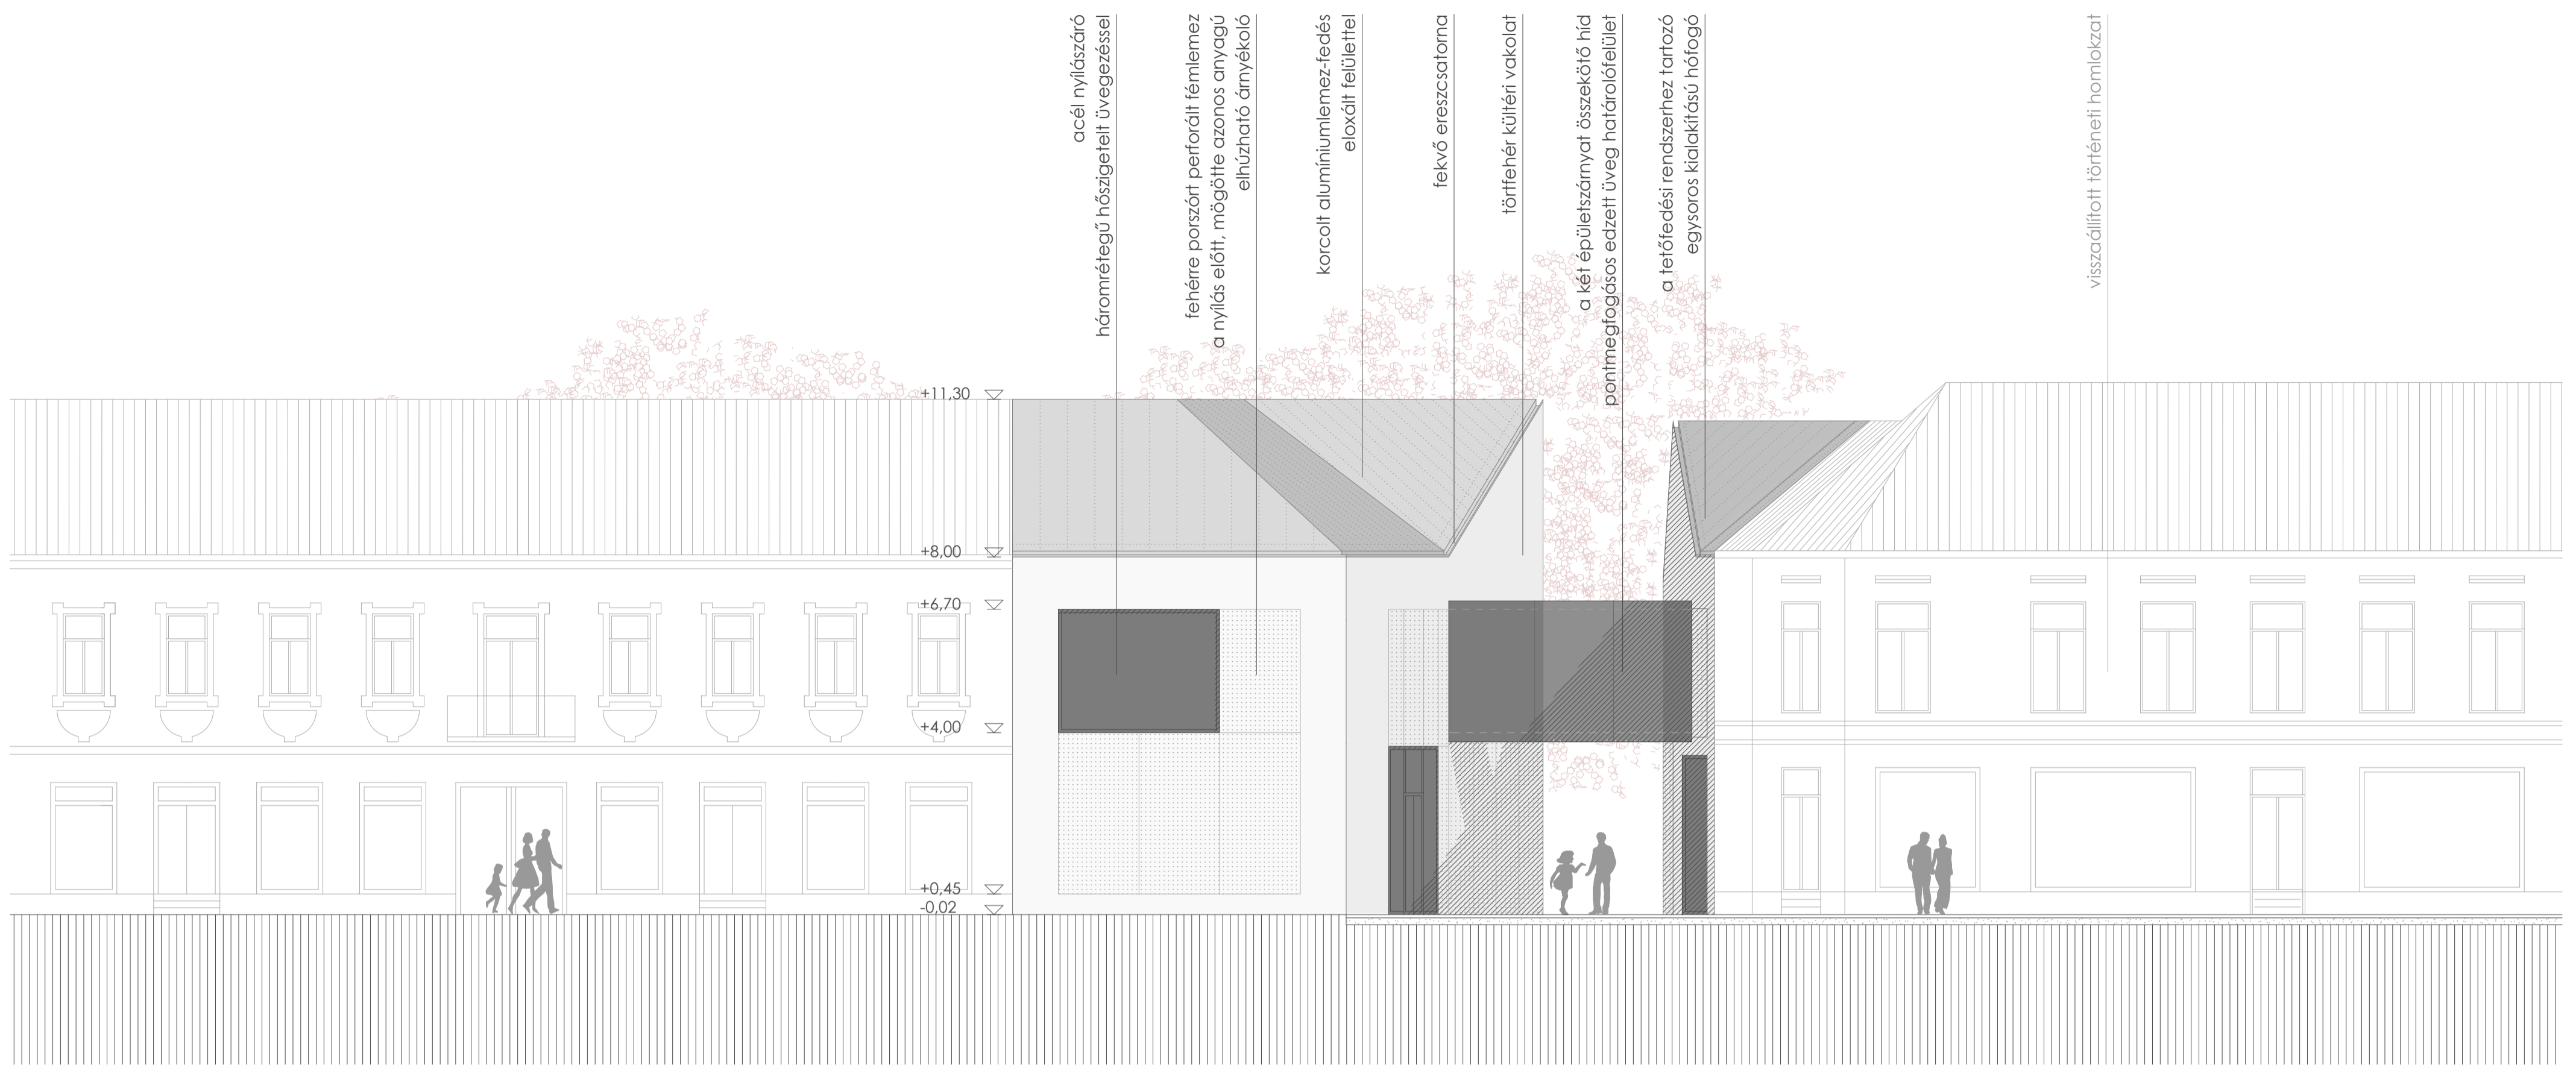 acél nyílászáró
háromrétegű hőszigetelt üvegezéssel
fehérre porszórt perforált fémlemez
a nyílás előtt, mögötte azonos anyagú
elhúzható árnyékoló
korcolt alumíniumlemez-fedés
eloxált felülettel
fekvő ereszcsatorna
törtfehér kültéri vakolat
a két épületszárnyat összekötő híd
pontmegfogásos edzett üveg határolófelület
a tetőfedési rendszerhez tartozó
egysoros kialakítású hófogó
visszaállított történeti homlokzat
+11,30
+8,00
+6,70
+4,00
+0,45
-0,02